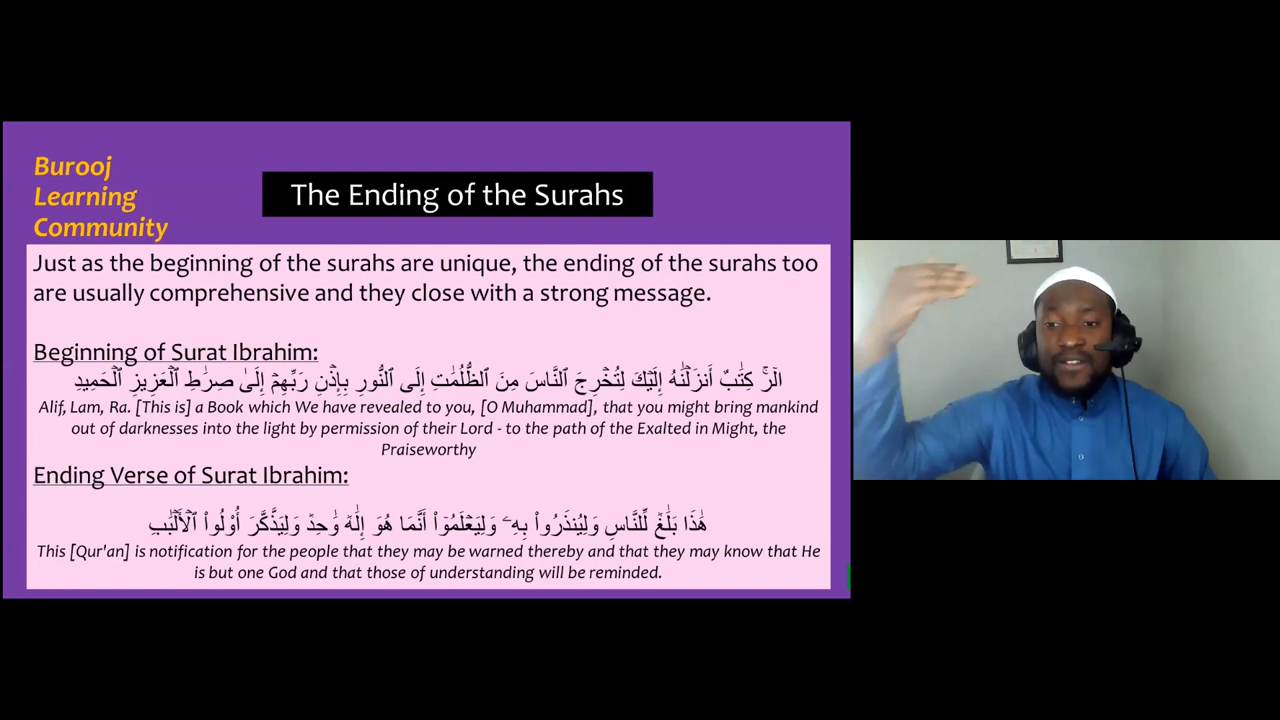 Burooj
Learning
Community
The Ending of the Surahs
Just as the beginning of the surahs are unique, the ending of the surahs too
are usually comprehensive and they close with a strong message.
Beginning of Surat Ibrahim:
الٓرۚ كِتَٰبٌ أَنزَلۡنَٰهُ إِلَيۡكَ لِتُخۡرِجَ ٱلنَّاسَ مِنَ ٱلظُّلُمَٰتِ إِلَى ٱلنُّورِ بِإِذۡنِ رَبِّهِمۡ إِلَىٰ صِرَٰطِ ٱلۡعَزِيزِ ٱلۡحَمِيدِ
Alif, Lam, Ra. [This is] a Book which We have revealed to you, [O Muhammad], that you might bring mankind
out of darknesses into the light by permission of their Lord - to the path of the Exalted in Might, the
Praiseworthy
Ending Verse of Surat Ibrahim:
هَٰذَا بَلَٰغٞ لِّلنَّاسِ وَلِيُنذَرُواْ بِهِۦ وَلِيَعۡلَمُوٓاْ أَنَّمَا هُوَ إِلَٰهٞ وَٰحِدٞ وَلِيَذَّكَّرَ أُوْلُواْ ٱلۡأَلۡبَٰبِ
This [Qur'an] is notification for the people that they may be warned thereby and that they may know that He
is but one God and that those of understanding will be reminded.